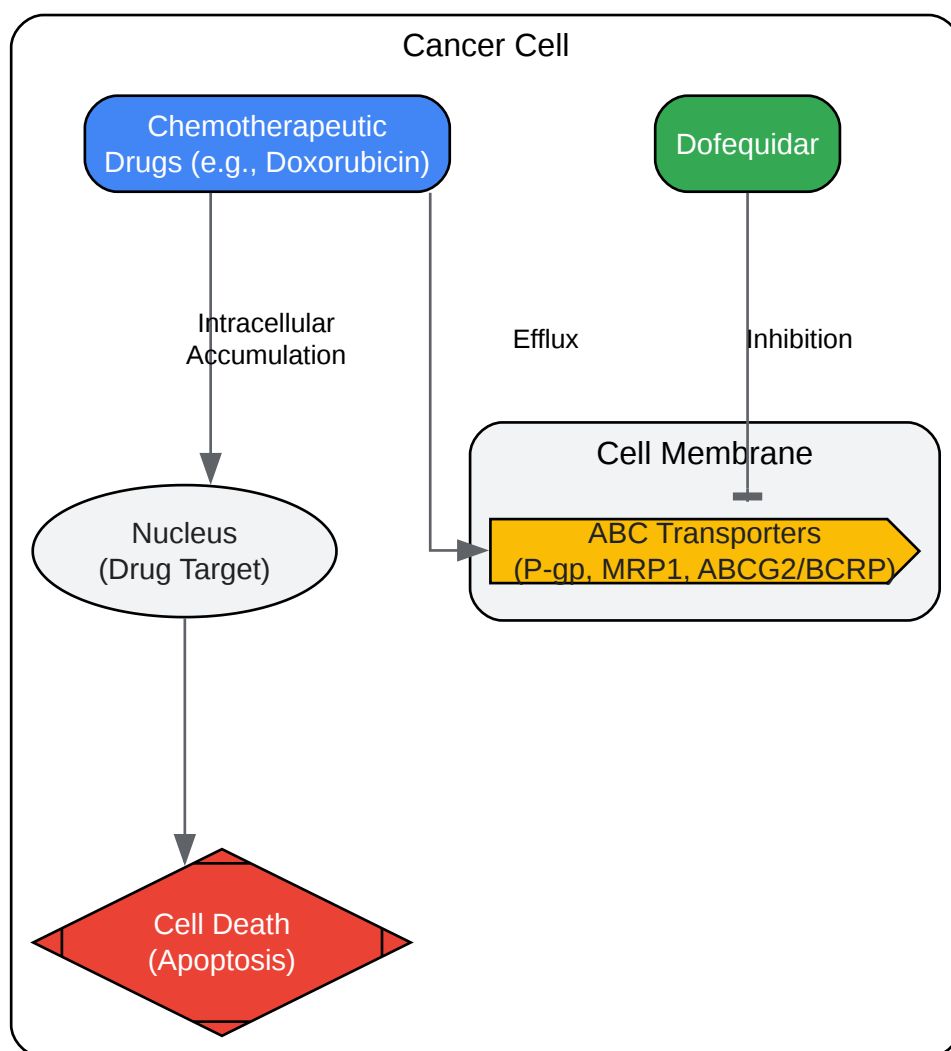 Cancer Cell
Chemotherapeutic
Drugs (e.g., Doxorubicin)
Dofequidar
Intracellular
Accumulation
Efflux
Inhibition
Cell Membrane
Nucleus
(Drug Target)
ABC Transporters
(P-gp, MRP1, ABCG2/BCRP)
Cell Death
(Apoptosis)